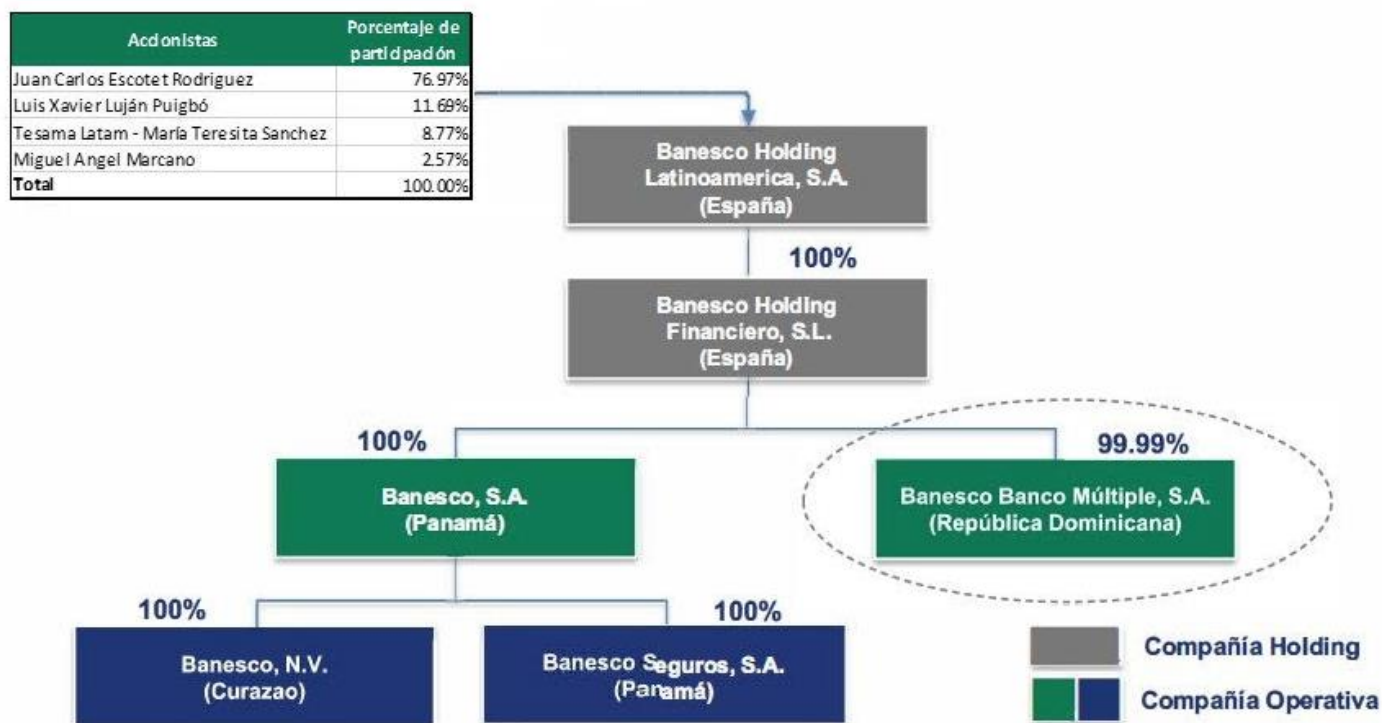 Accionistas
Porcentaje de
participación
Juan Carlos Escotet Rodriguez 76.97%
Luis Xavier Luján Puigbó 11.69%
Tesama Latam - María Teresita Sanchez 8.77%
Miguel Angel Marcano 2.57%
Total 100.00%
Banesco Holding
Latinoamerica, S.A.
(España)
100%
Banesco Holding
Financiero, S.L.
(España)
100%
99.99%
Banesco, S.A.
(Panamá)
Banesco Banco Múltiple, S.A.
(República Dominicana)
100%
100%
Banesco, N.V.
(Curazao)
Banesco Seguros, S.A.
(Panamá)
Compañía Holding
Compañía Operativa